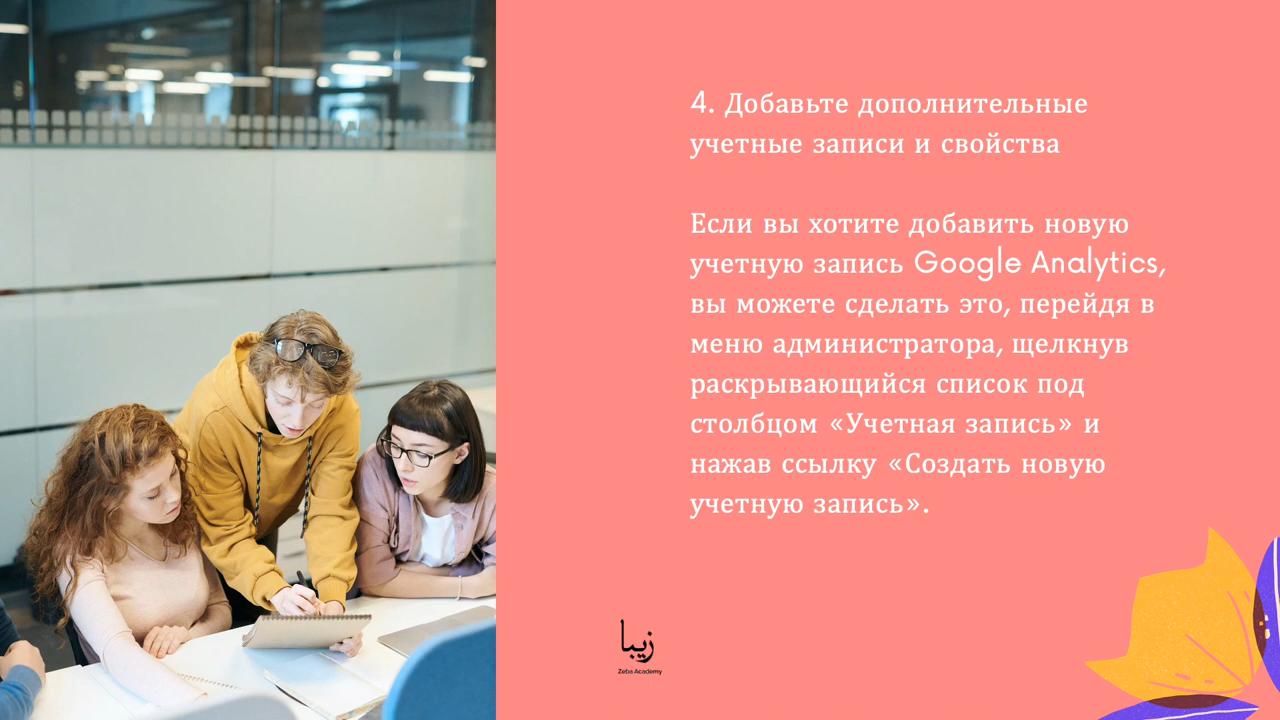 4. Добавьте дополнительные
учетные записи и свойства
Если вы хотите добавить новую
учетную запись Google Analytics,
вы можете сделать это, перейдя в
меню администратора, щелкнув
раскрывающийся список под
столбцом «Учетная запись» и
нажав ссылку «Создать новую
учетную запись».
زیبا
Zeba Academy